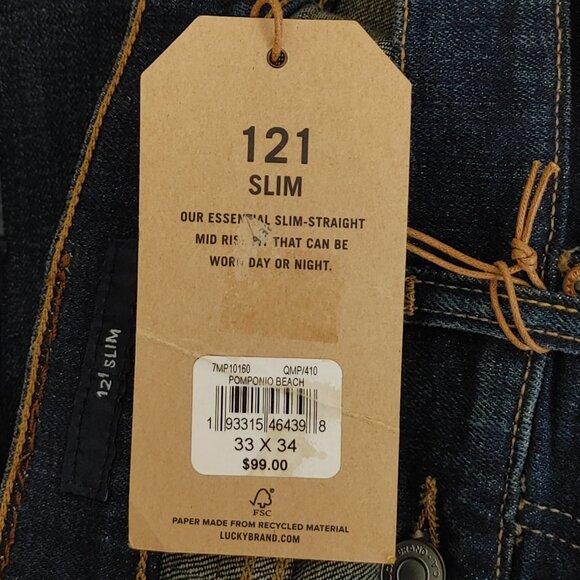 121
SLIM
OUR ESSENTIAL SLIM-STRAIGHT
MID RISE FIT THAT CAN BE
WORN DAY OR NIGHT.
7MP10160 QMP/410
POMPONIO BEACH
1 93315 46439 8
33 X 34
$99.00
FSC
PAPER MADE FROM RECYCLED MATERIAL
LUCKYBRAND.COM
121 SLIM
BRAND